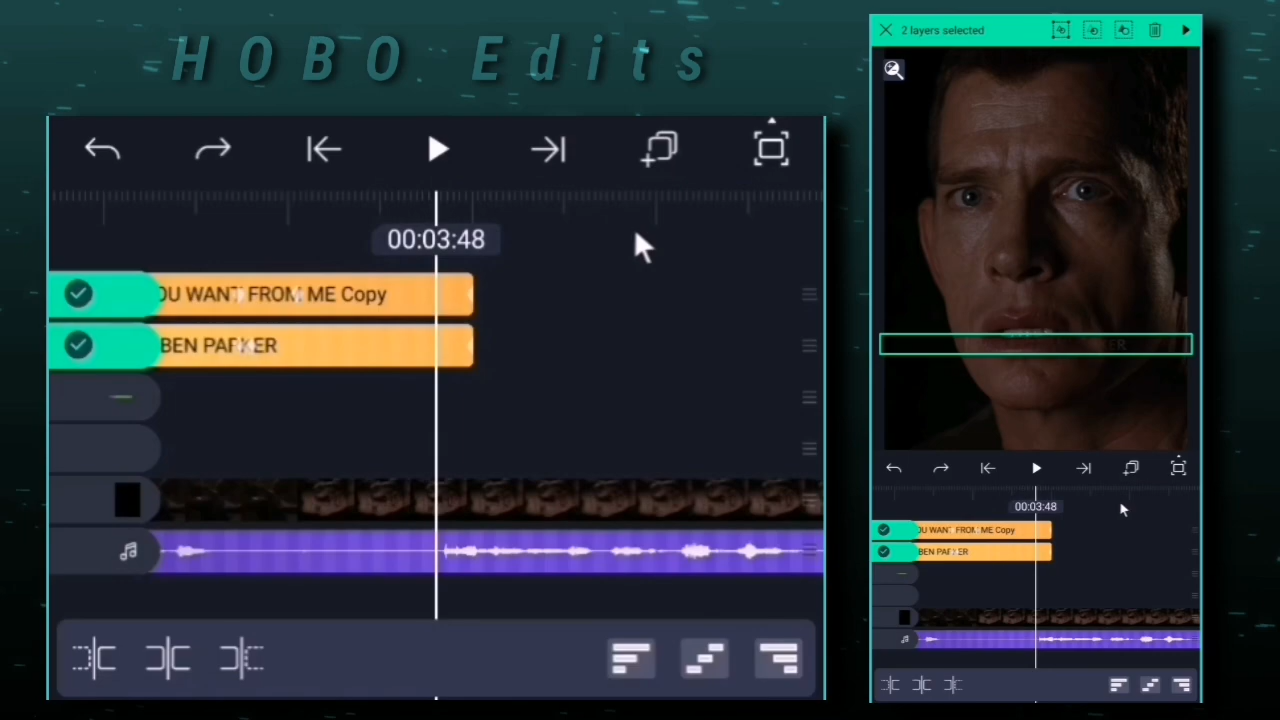 HOBO Edits
00:03:48
OU WANT FROM ME Copy
BEN PARKER
2 layers selected
ER
00:03:48
OU WANT FROM ME Copy
BEN PARKER